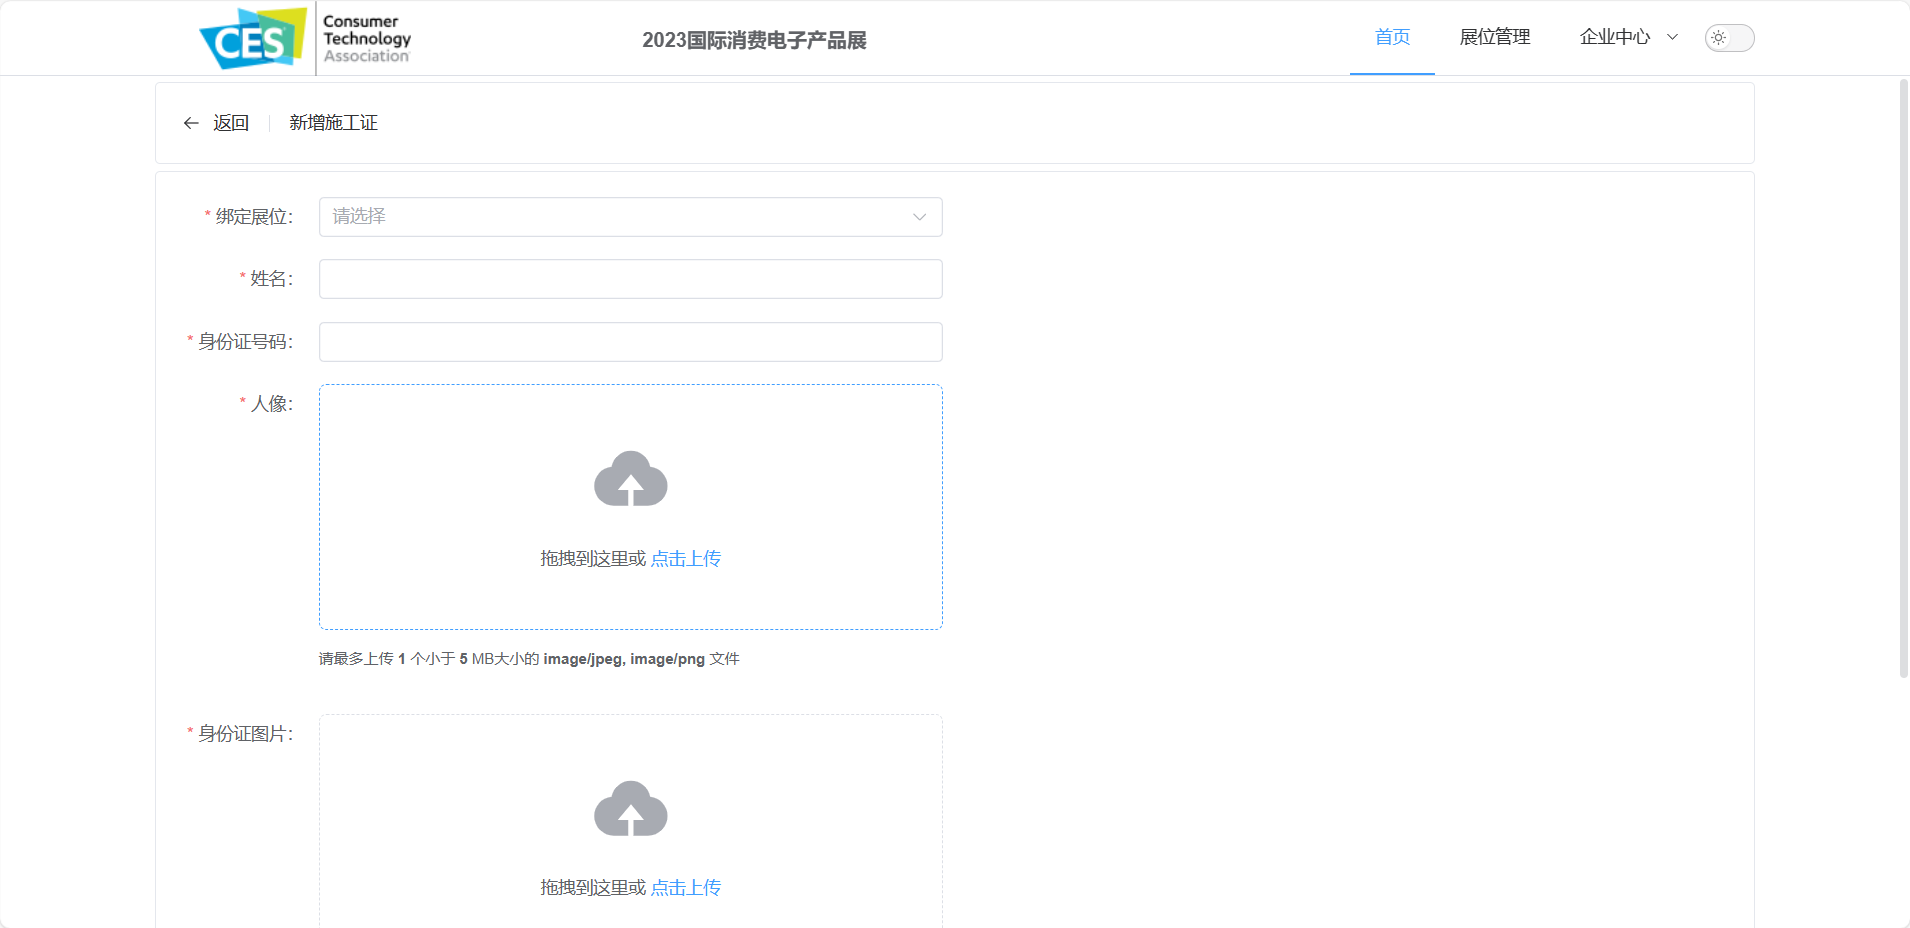 CES
Consumer
Technology
Association
2023国际消费电子产品展
首页
展位管理
企业中心
返回
新增施工证
* 绑定展位：
请选择
* 姓名：
* 身份证号码：
* 人像：
拖拽到这里或 点击上传
请最多上传 1 个小于 5 MB大小的 image/jpeg, image/png 文件
* 身份证图片：
拖拽到这里或 点击上传